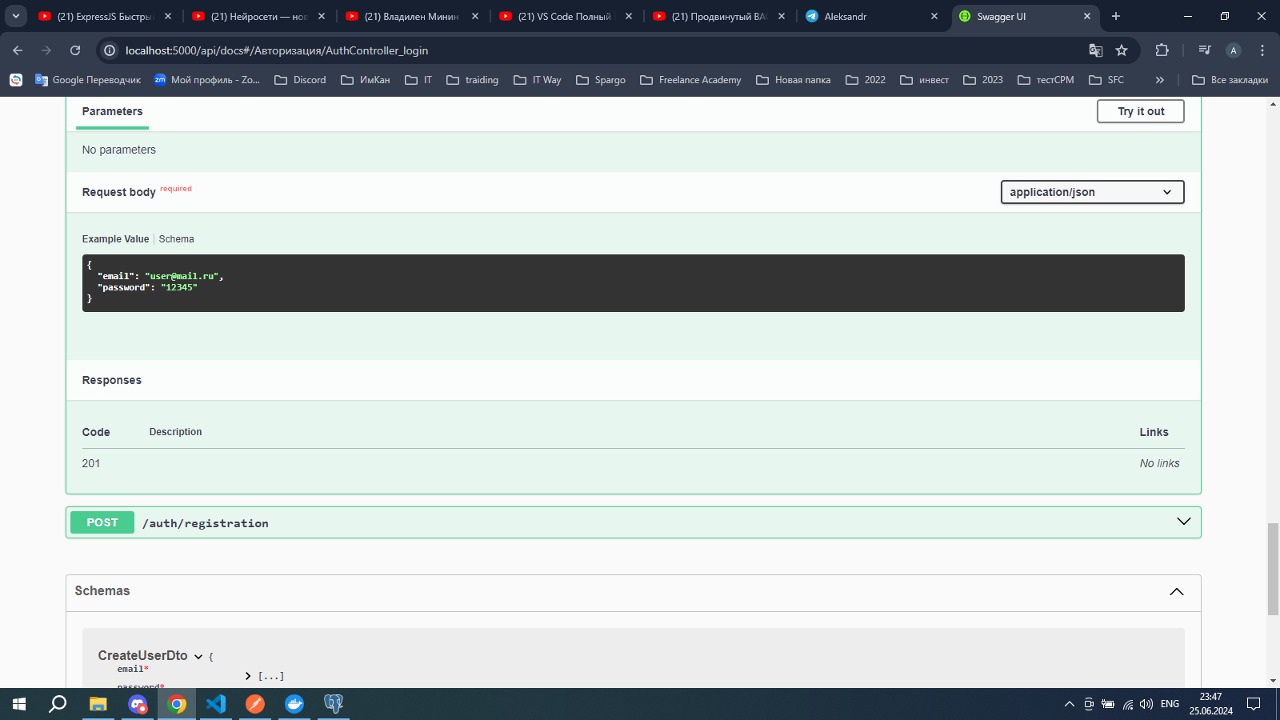 (21) ExpressJS Быстры
(21) Нейросети — нов
(21) Владилен Минин
(21) VS Code Полный
(21) Продвинутый BA
Aleksandr
Swagger UI
localhost:5000/api/docs#/Авторизация/AuthController_login
A
Google Переводчик
zm
Мой профиль - Zo...
Discord
ИмКан
IT
traiding
IT Way
Spargo
Freelance Academy
Новая папка
2022
инвест
2023
тестCPM
SFC
»
Все закладки
Parameters
Try it out
No parameters
Request body required
application/json
Example Value | Schema
{
"email": "user@mail.ru",
"password": "12345"
}
Responses
Code Description Links
201 No links
POST /auth/registration
Schemas
CreateUserDto {
email*
[...]
password*
ENG
23:47
25.06.2024